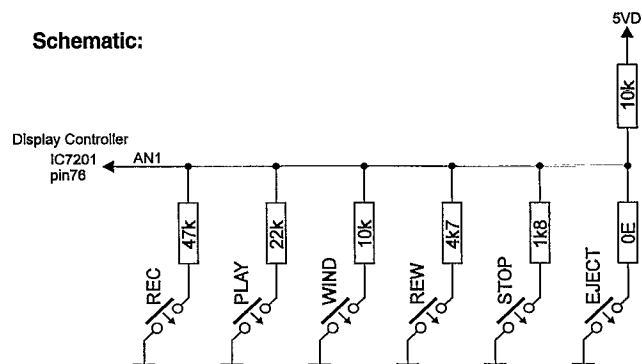 5VD
Schematic:
10k
Display Controller
IC7201
pin76
AN1
47k
22k
10k
4k7
1k8
0E
REC
PLAY
WIND
REW
STOP
EJECT